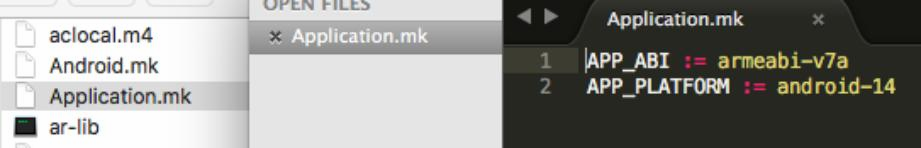 aclocal.m4
Android.mk
Application.mk
ar-lib
OPEN FILES
Application.mk
Application.mk
1 APP_ABI := armeabi-v7a
2 APP_PLATFORM := android-14